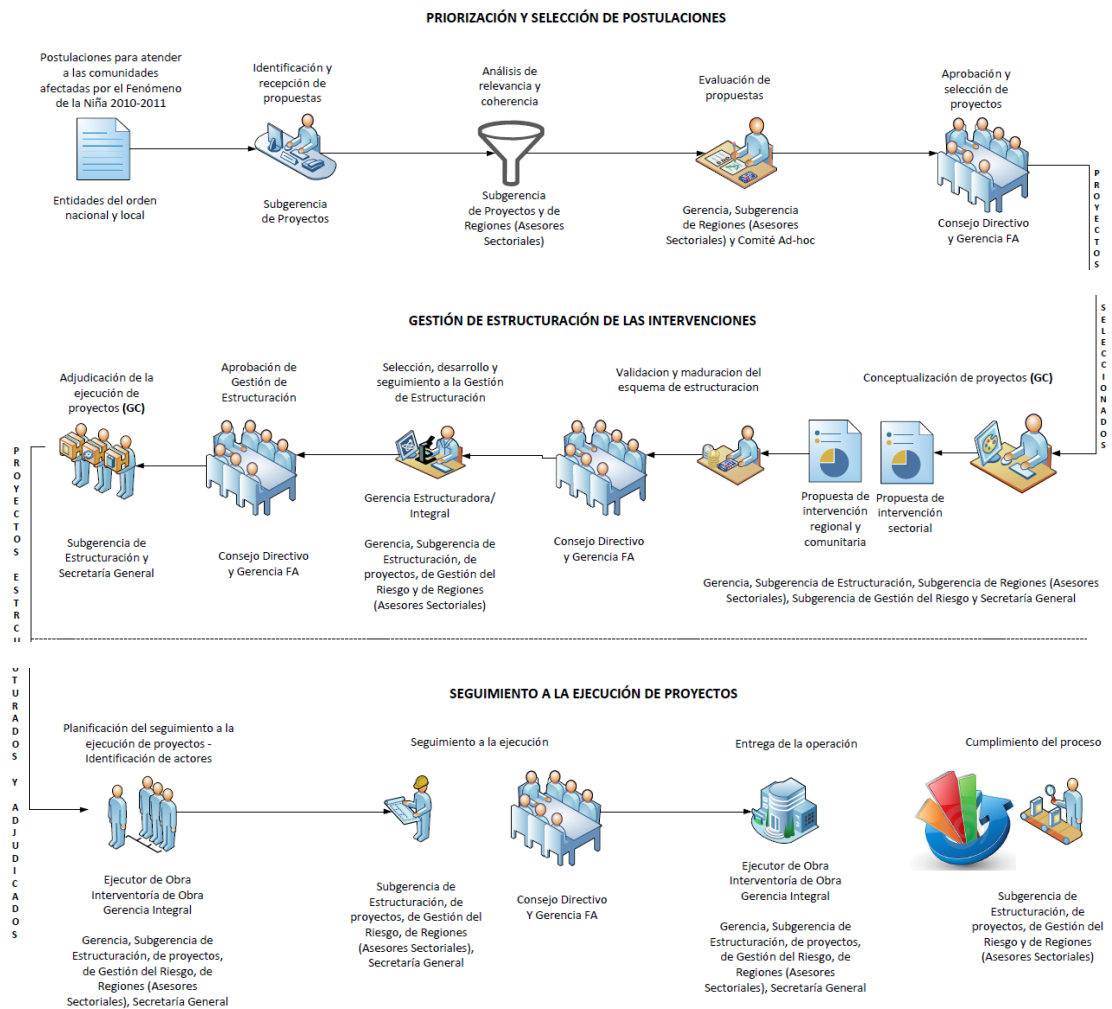 PRIORIZACIÓN Y SELECCIÓN DE POSTULACIONES
Postulaciones para atender
a las comunidades
afectadas por el Fenómeno
de la Niña 2010-2011
Entidades del orden
nacional y local
Identificación y
recepción de
propuestas
Subgerencia
de Proyectos
Análisis de
relevancia y
coherencia
Subgerencia
de Proyectos y de
Regiones (Asesores
Sectoriales)
Evaluación de
propuestas
Gerencia, Subgerencia
de Regiones (Asesores
Sectoriales) y Comité Ad-hoc
Aprobación y
selección de
proyectos
Consejo Directivo
y Gerencia FA
PROYECTOS
SELECCIONADOS
GESTIÓN DE ESTRUCTURACIÓN DE LAS INTERVENCIONES
Conceptualización de proyectos (GC)
Propuesta de
intervención
regional y
comunitaria
Propuesta de
intervención
sectorial
Gerencia, Subgerencia de Estructuración, Subgerencia de Regiones (Asesores
Sectoriales), Subgerencia de Gestión del Riesgo y Secretaría General
Validacion y maduracion del
esquema de estructuracion
Consejo Directivo
y Gerencia FA
Selección, desarrollo y
seguimiento a la Gestión
de Estructuración
Gerencia Estructuradora/
Integral
Gerencia, Subgerencia de
Estructuración, de
proyectos, de Gestión del
Riesgo y de Regiones
(Asesores Sectoriales)
Aprobación de
Gestión de
Estructuración
Consejo Directivo
y Gerencia FA
Adjudicación de la
ejecución de
proyectos (GC)
Subgerencia de
Estructuración y
Secretaría General
PROYECTOS ESTRCU
UTURADOS Y ADJUDICADOS
SEGUIMIENTO A LA EJECUCIÓN DE PROYECTOS
Planificación del seguimiento a la
ejecución de proyectos -
Identificación de actores
Ejecutor de Obra
Interventoría de Obra
Gerencia Integral
Gerencia, Subgerencia de
Estructuración, de proyectos,
de Gestión del Riesgo, de
Regiones (Asesores
Sectoriales), Secretaría General
Seguimiento a la ejecución
Subgerencia de
Estructuración, de
proyectos, de Gestión del
Riesgo, de Regiones
(Asesores Sectoriales),
Secretaría General
Consejo Directivo
Y Gerencia FA
Entrega de la operación
Ejecutor de Obra
Interventoría de Obra
Gerencia Integral
Gerencia, Subgerencia de
Estructuración, de proyectos,
de Gestión del Riesgo, de
Regiones (Asesores
Sectoriales), Secretaría General
Cumplimiento del proceso
Subgerencia de
Estructuración, de
proyectos, de Gestión del
Riesgo y de Regiones
(Asesores Sectoriales)